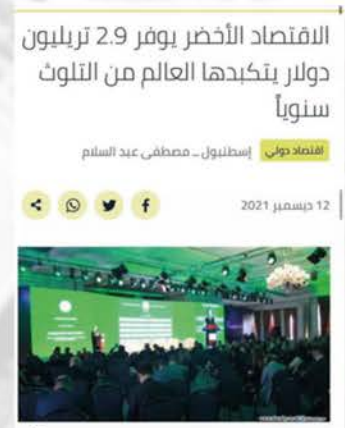 الاقتصاد الأخضر يوفر 2.9 تريليون
دولار يتكبدها العالم من التلوث
سنوياً
اقتصاد دولي إسطنبول ــ مصطفى عبد السلام
12 ديسمبر 2021